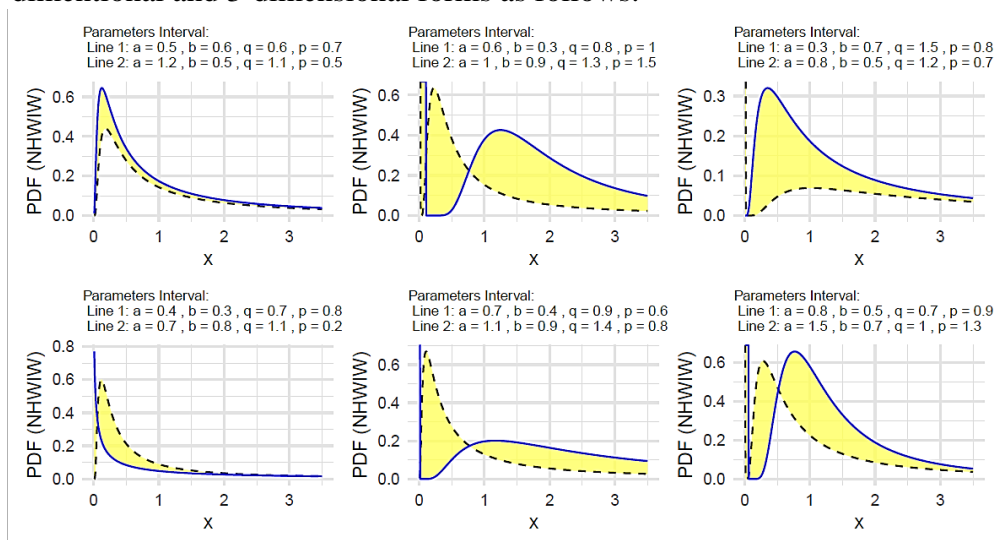 dimentional and 3-dimensional forms as follows:
Parameters Interval:
Line 1: a = 0.5 , b = 0.6 , q = 0.6 , p = 0.7
Line 2: a = 1.2 , b = 0.5 , q = 1.1 , p = 0.5
PDF (NHWIW)
0.6
0.4
0.2
0.0
0 1 2 3
x
Parameters Interval:
Line 1: a = 0.6 , b = 0.3 , q = 0.8 , p = 1
Line 2: a = 1 , b = 0.9 , q = 1.3 , p = 1.5
PDF (NHWIW)
0.6
0.4
0.2
0.0
0 1 2 3
x
Parameters Interval:
Line 1: a = 0.3 , b = 0.7 , q = 1.5 , p = 0.8
Line 2: a = 0.8 , b = 0.5 , q = 1.2 , p = 0.7
PDF (NHWIW)
0.3
0.2
0.1
0.0
0 1 2 3
x
Parameters Interval:
Line 1: a = 0.4 , b = 0.3 , q = 0.7 , p = 0.8
Line 2: a = 0.7 , b = 0.8 , q = 1.1 , p = 0.2
PDF (NHWIW)
0.8
0.6
0.4
0.2
0.0
0 1 2 3
x
Parameters Interval:
Line 1: a = 0.7 , b = 0.4 , q = 0.9 , p = 0.6
Line 2: a = 1.1 , b = 0.9 , q = 1.4 , p = 0.8
PDF (NHWIW)
0.6
0.4
0.2
0.0
0 1 2 3
x
Parameters Interval:
Line 1: a = 0.8 , b = 0.5 , q = 0.7 , p = 0.9
Line 2: a = 1.5 , b = 0.7 , q = 1 , p = 1.3
PDF (NHWIW)
0.6
0.4
0.2
0.0
0 1 2 3
x